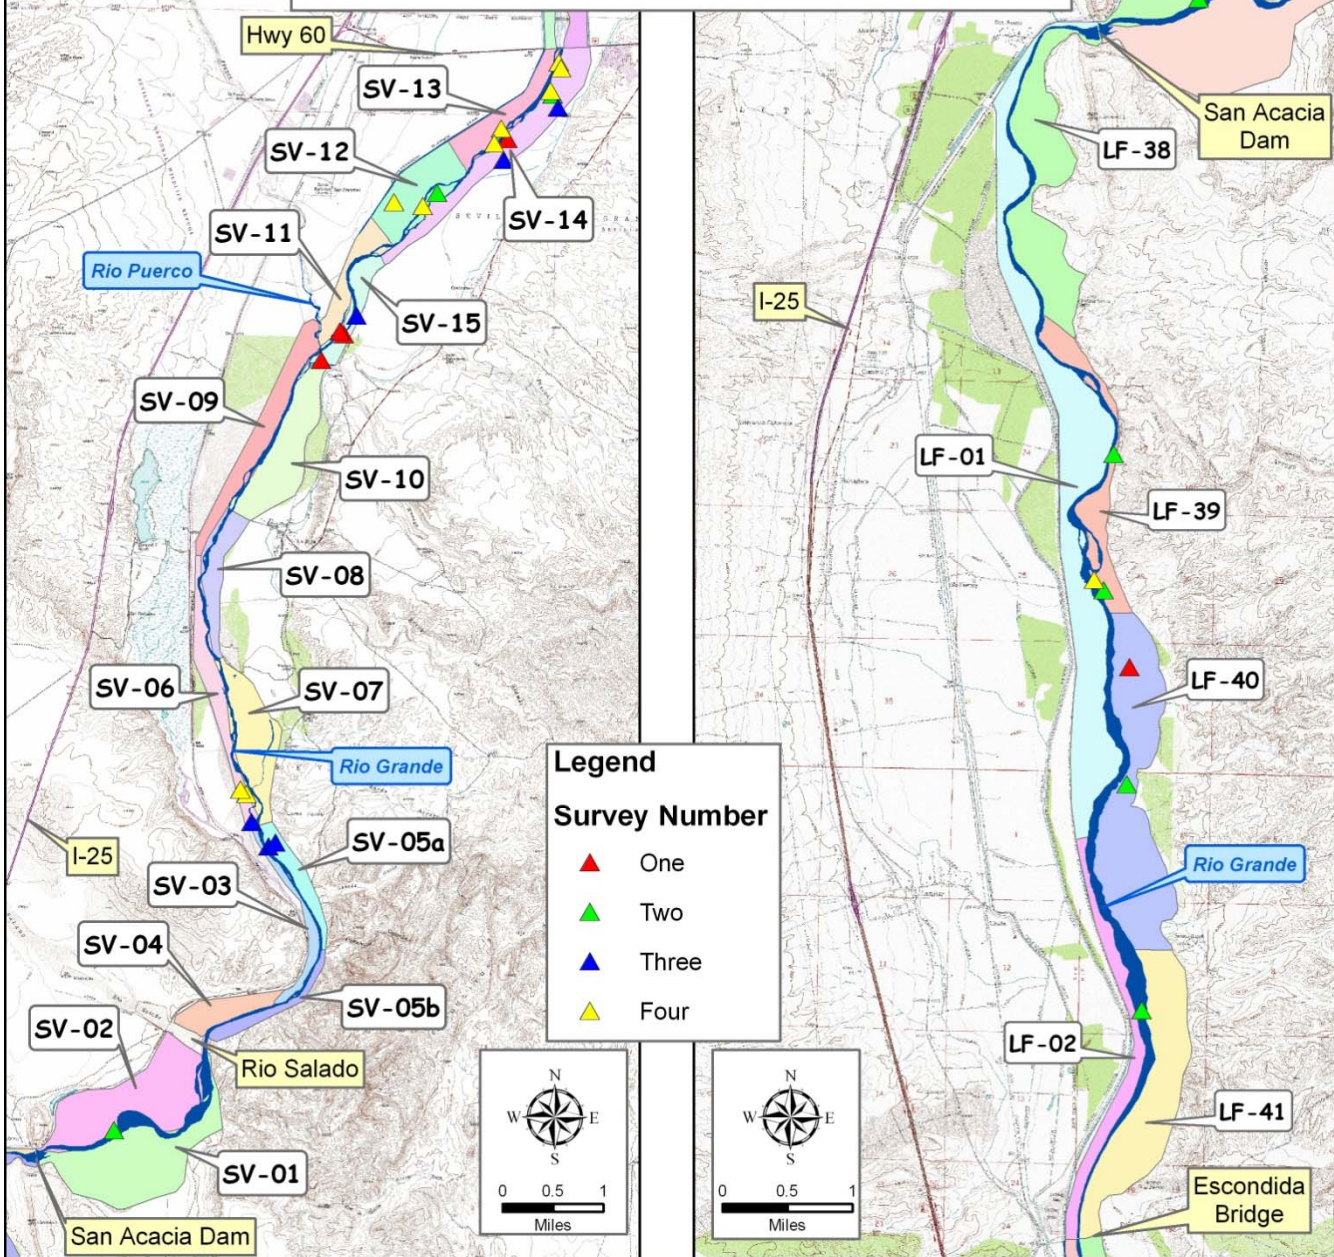 Hwy 60
SV-13
SV-12
SV-14
SV-11
Rio Puerco
SV-15
SV-09
SV-10
SV-08
SV-06
SV-07
Rio Grande
I-25
SV-05a
SV-03
SV-04
SV-05b
SV-02
Rio Salado
SV-01
San Acacia Dam
N
W
E
S
0 0.5 1
Miles
Legend
Survey Number
One
Two
Three
Four
San Acacia
Dam
LF-38
I-25
LF-01
LF-39
LF-40
Rio Grande
LF-02
LF-41
Escondida
Bridge
N
W
E
S
0 0.5 1
Miles